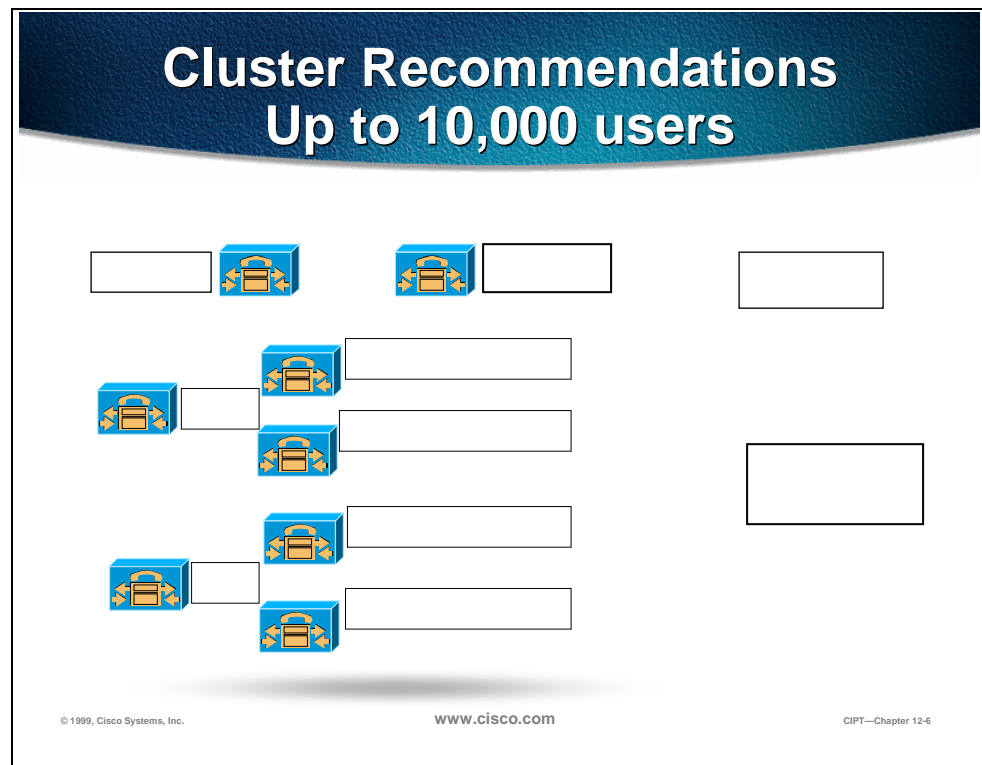 Cluster Recommendations
Up to 10,000 users
© 1999, Cisco Systems, Inc.
www.cisco.com
CIPT—Chapter 12-6